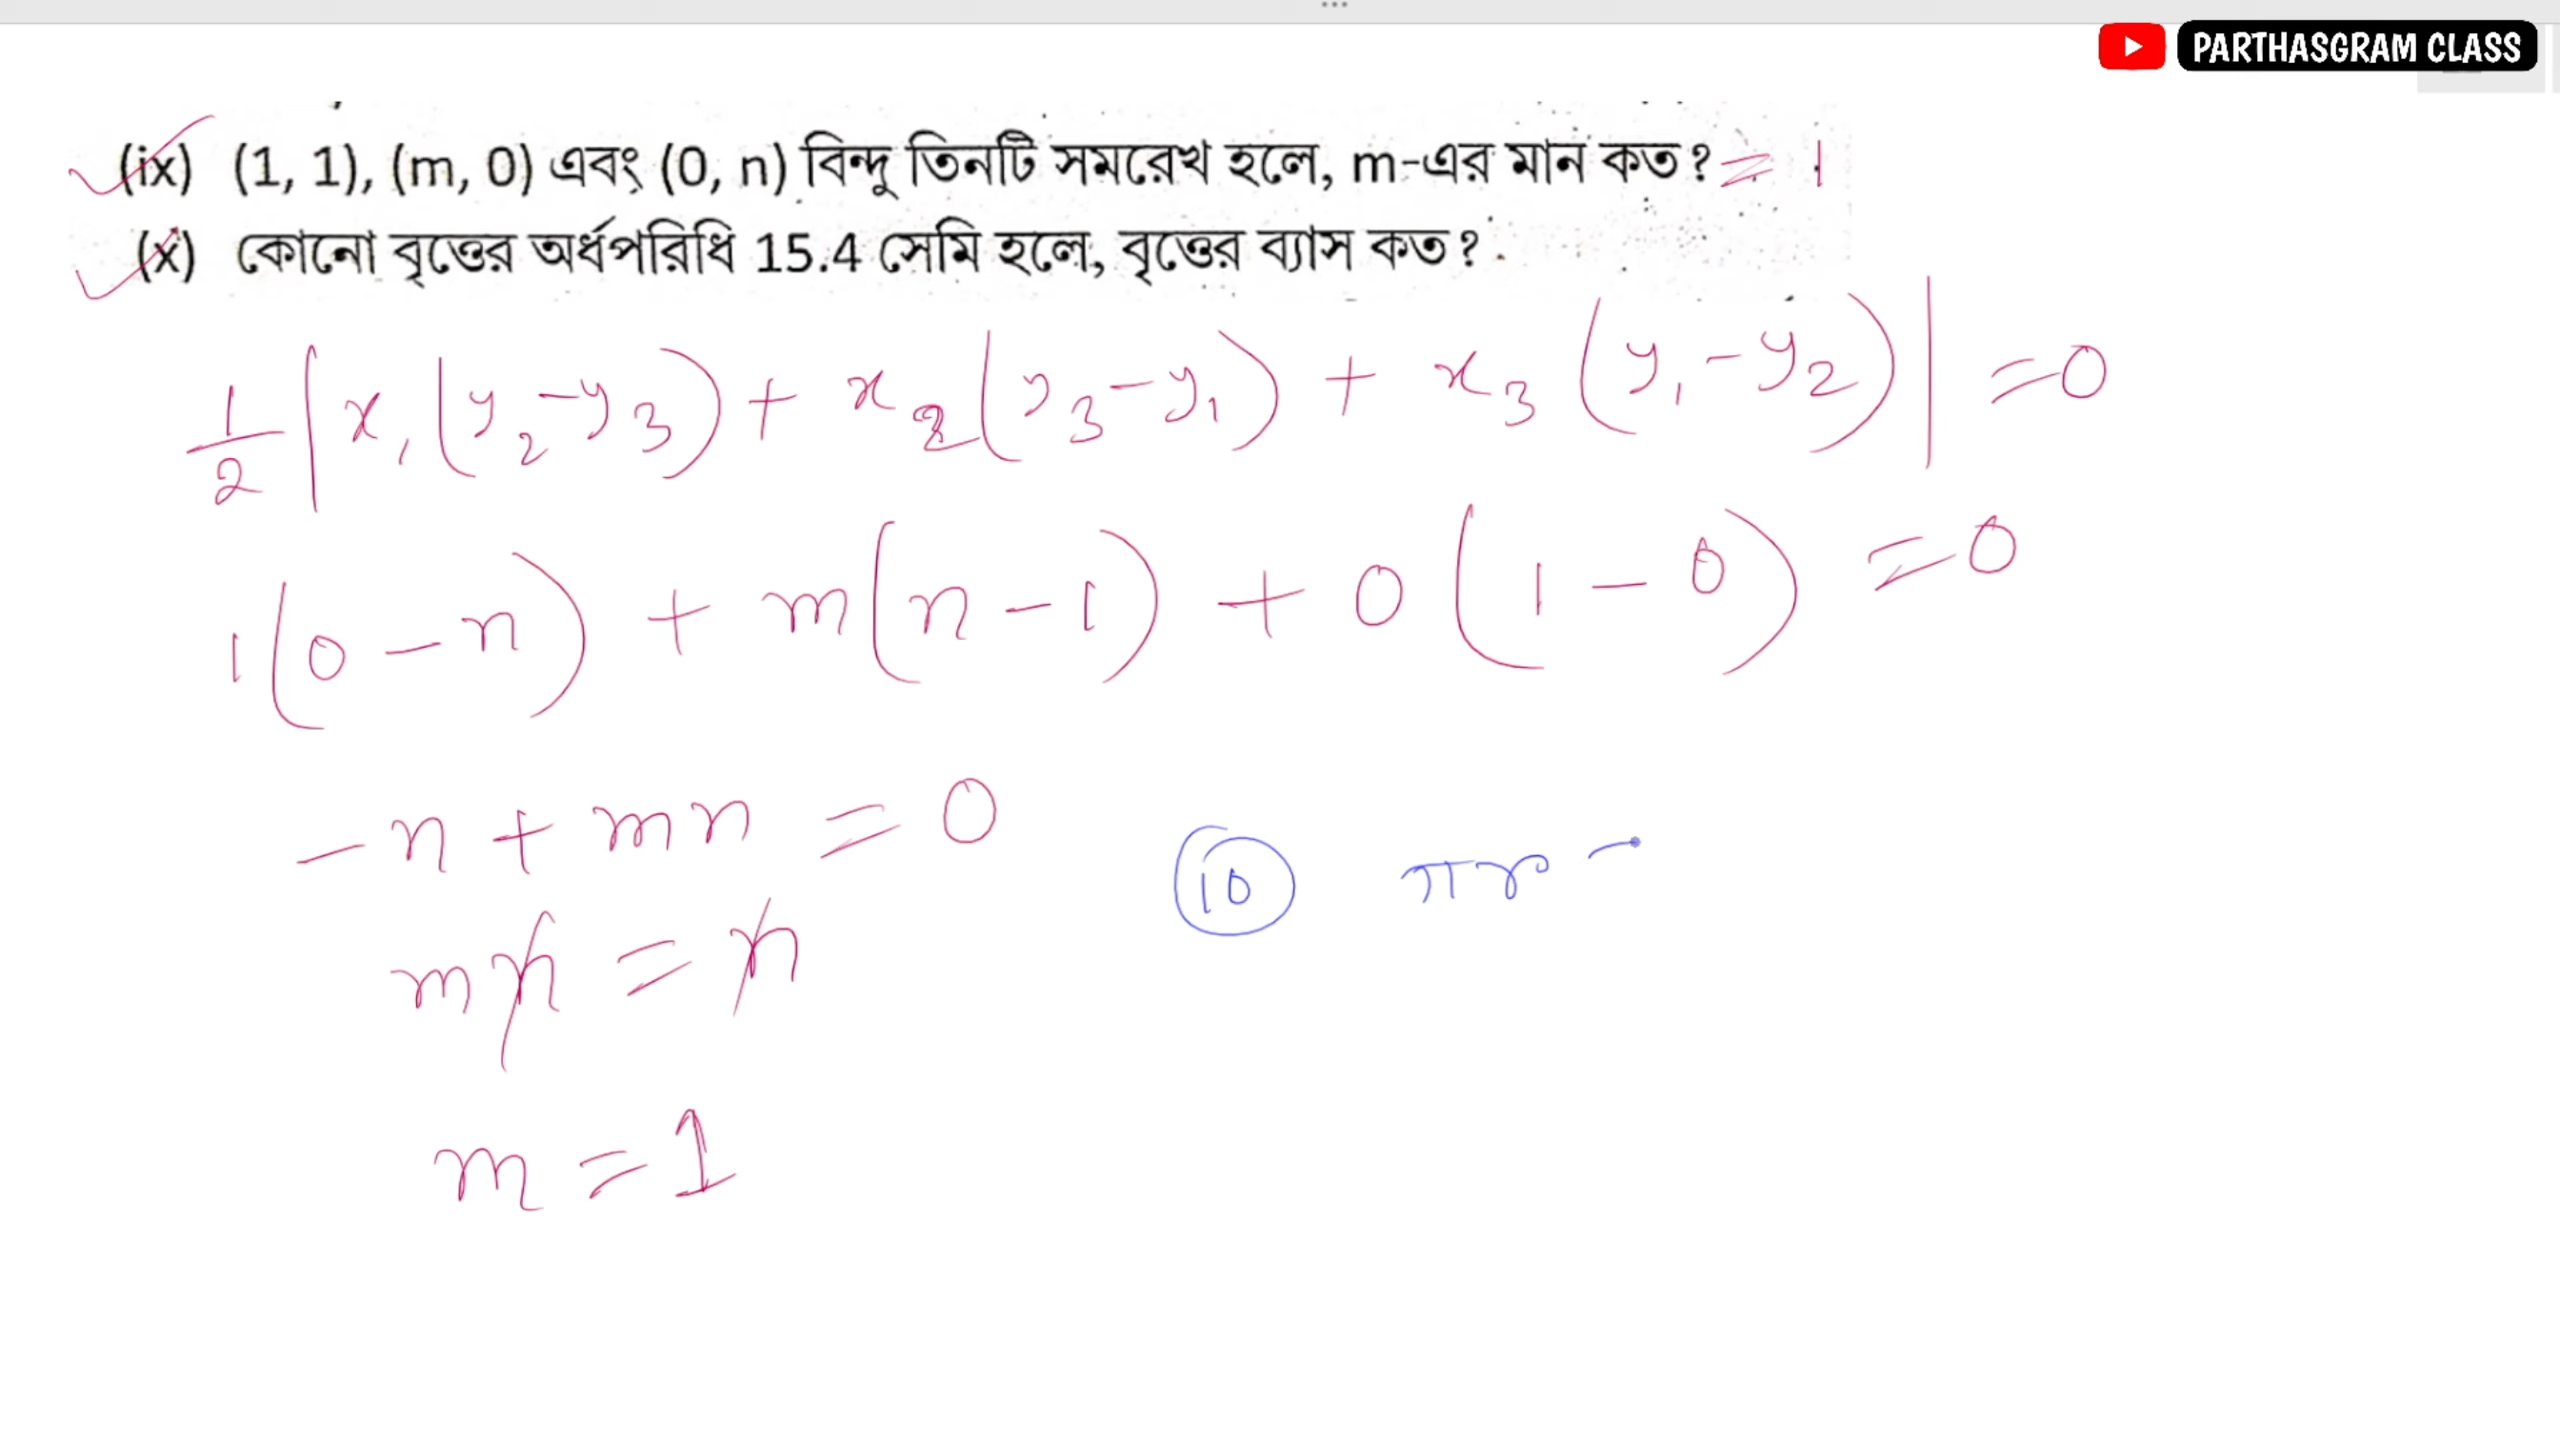 PARTHASGRAM CLASS
(ix) (1, 1), (m, 0) এবং (0, n) বিন্দু তিনটি সমরেখ হলে, m-এর মান কত? = 1
(x) কোনো বৃত্তের অর্ধপরিধি 15.4 সেমি হলে, বৃত্তের ব্যাস কত?
1/2 | x₁(y₂-y₃) + x₂(y₃-y₁) + x₃(y₁-y₂) | =0
1(0-n) + m(n-1) + 0(1-0) =0
-n + mn = 0
mn = n
10 πr -
m = 1